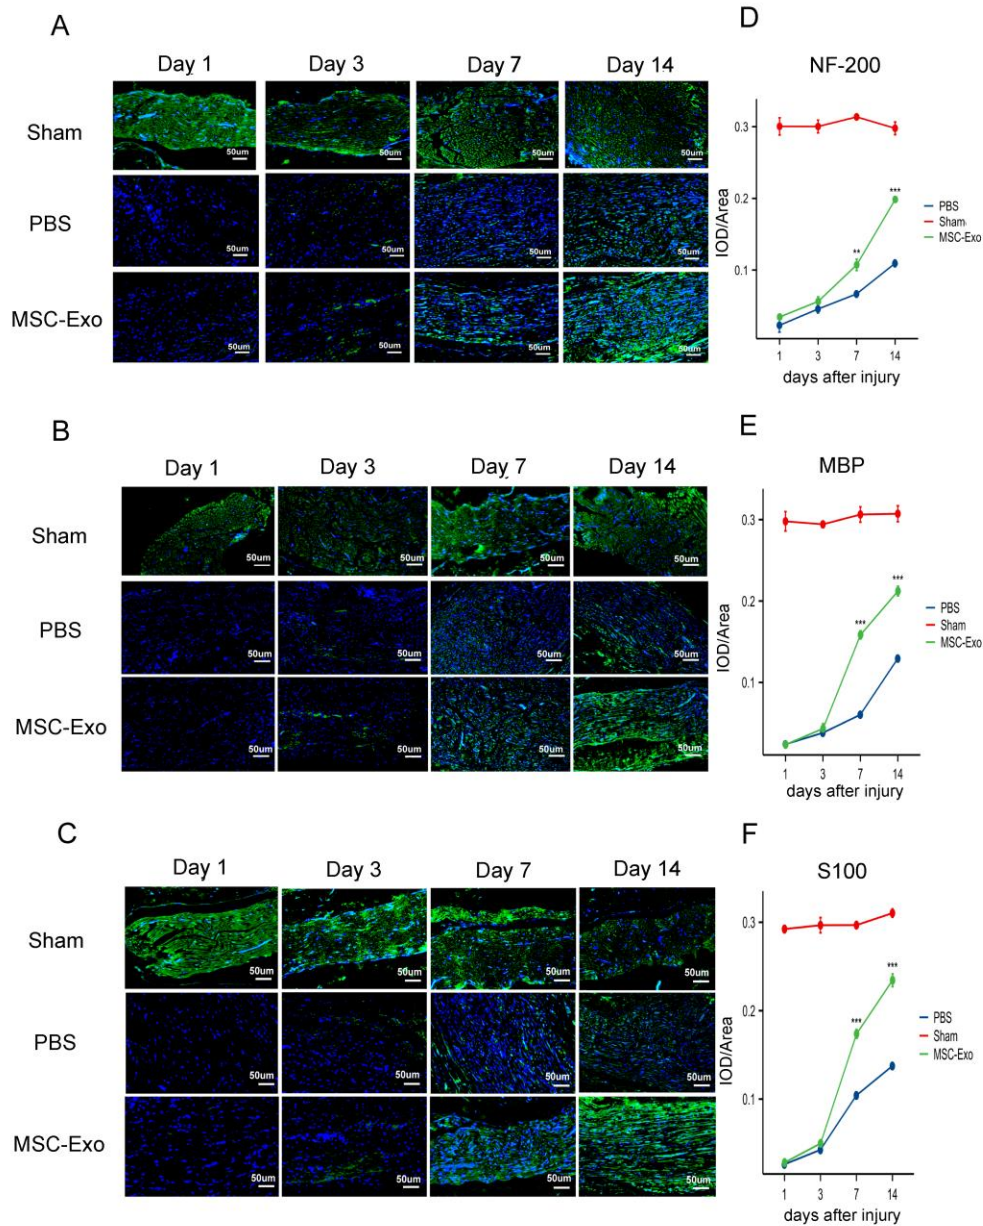 A
Day 1 Day 3 Day 7 Day 14
Sham
50um 50um 50um 50um
PBS
50um 50um 50um 50um
MSC-Exo
50um 50um 50um 50um
D
NF-200
IOD/Area
0.3
0.2
0.1
**
***
PBS
Sham
MSC-Exo
1 3 7 14
days after injury
B
Day 1 Day 3 Day 7 Day 14
Sham
50um 50um 50um 50um
PBS
50um 50um 50um 50um
MSC-Exo
50um 50um 50um 50um
E
MBP
IOD/Area
0.3
0.2
0.1
***
***
PBS
Sham
MSC-Exo
1 3 7 14
days after injury
C
Day 1 Day 3 Day 7 Day 14
Sham
50um 50um 50um 50um
PBS
50um 50um 50um 50um
MSC-Exo
50um 50um 50um 50um
F
S100
IOD/Area
0.3
0.2
0.1
***
***
PBS
Sham
MSC-Exo
1 3 7 14
days after injury